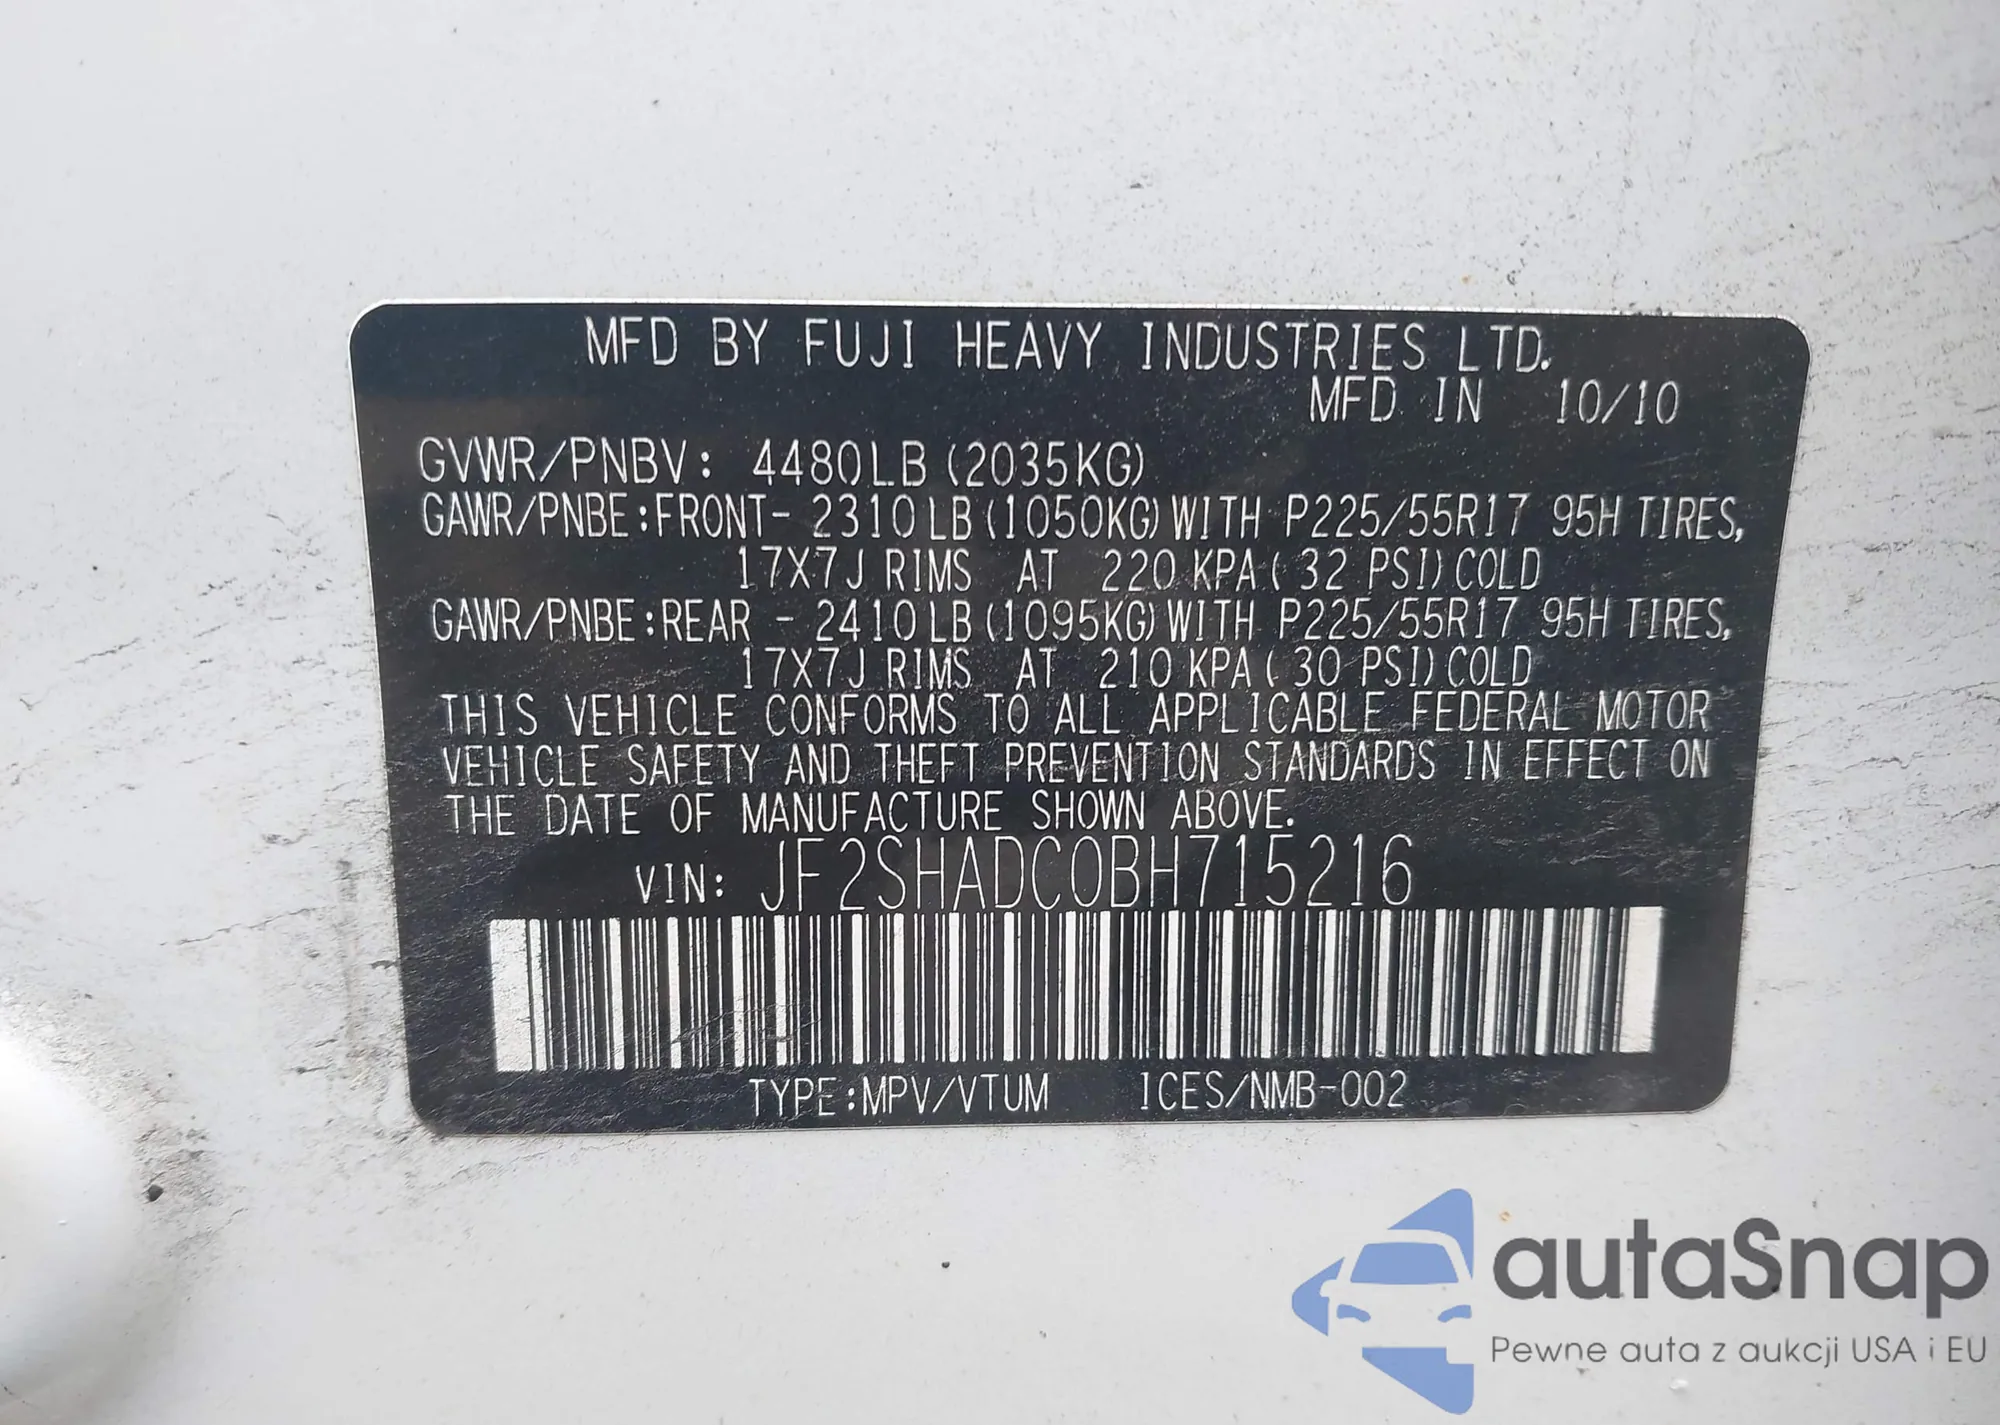 MFD BY FUJI HEAVY INDUSTRIES LTD.
MFD IN 10/10
GVWR/PNBV: 4480LB (2035KG)
GAWR/PNBE:FRONT- 2310LB(1050KG)WITH P225/55R17 95H TIRES,
17X7J RIMS AT 220 KPA( 32 PSI)COLD
GAWR/PNBE:REAR - 2410LB(1095KG)WITH P225/55R17 95H TIRES,
17X7J RIMS AT 210 KPA( 30 PSI)COLD
THIS VEHICLE CONFORMS TO ALL APPLICABLE FEDERAL MOTOR
VEHICLE SAFETY AND THEFT PREVENTION STANDARDS IN EFFECT ON
THE DATE OF MANUFACTURE SHOWN ABOVE.
VIN: JF2SHADC0BH715216
TYPE:MPV/VTUM ICES/NMB-002
autaSnap
Pewne auta z aukcji USA i EU